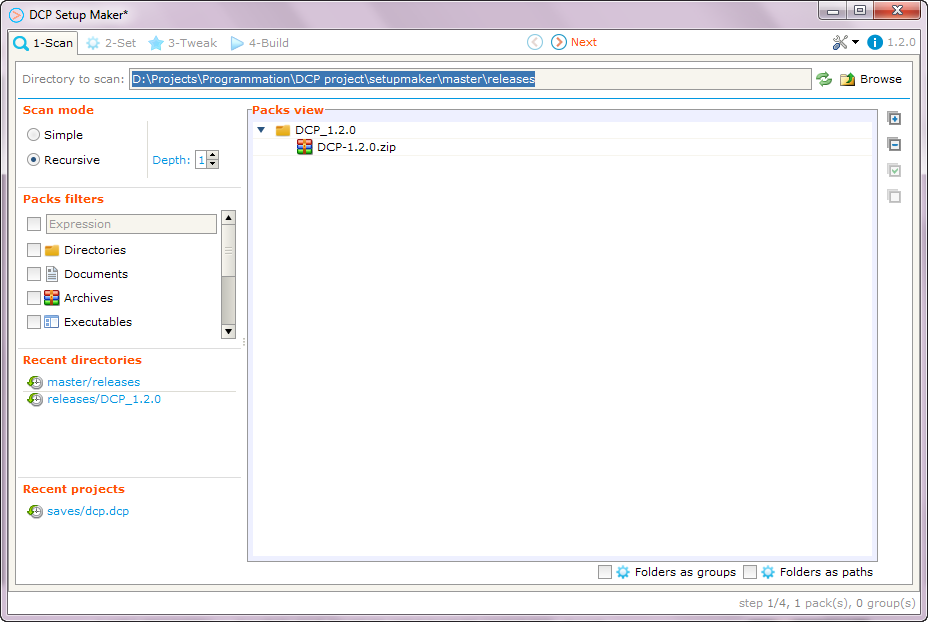 DCP Setup Maker*
1-Scan 2-Set 3-Tweak 4-Build Next 1.2.0
Directory to scan: D:\Projects\Programmation\DCP project\setupmaker\master\releases Browse
Scan mode
Simple
Recursive Depth: 1
Packs filters
Expression
Directories
Documents
Archives
Executables
Recent directories
master/releases
releases/DCP_1.2.0
Recent projects
saves/dcp.dcp
Packs view
DCP_1.2.0
DCP-1.2.0.zip
Folders as groups Folders as paths
step 1/4, 1 pack(s), 0 group(s)